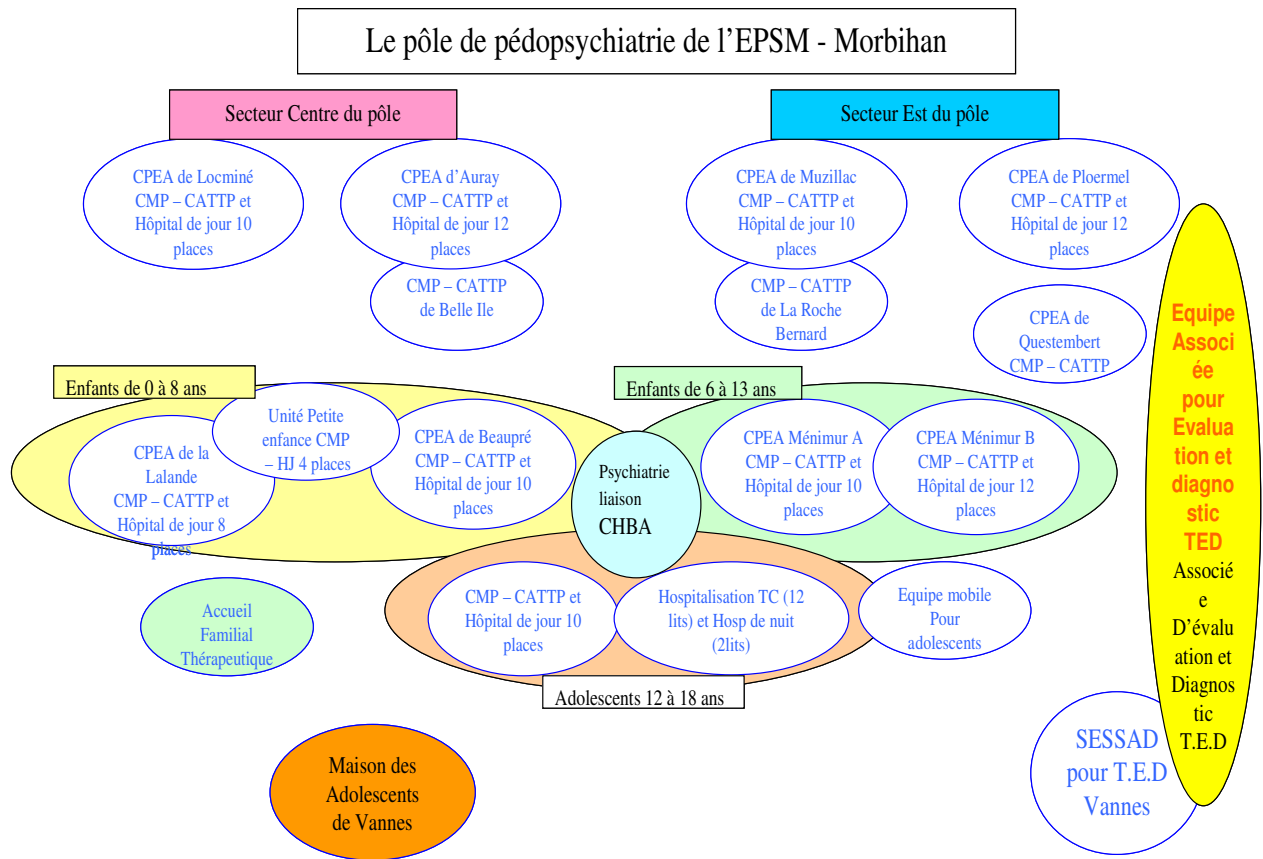 Le pôle de pédopsychiatrie de l'EPSM - Morbihan
Secteur Centre du pôle
Secteur Est du pôle
CPEA de Locminé
CMP – CATTP et
Hôpital de jour 10
places
CPEA d'Auray
CMP – CATTP et
Hôpital de jour 12
places
CMP – CATTP
de Belle Ile
CPEA de Muzillac
CMP – CATTP et
Hôpital de jour 10
places
CMP – CATTP
de La Roche
Bernard
CPEA de Ploermel
CMP – CATTP et
Hôpital de jour 12
places
CPEA de
Questembert
CMP – CATTP
Equipe
Associ
ée
pour
Evalua
tion et
diagno
stic
TED
Associé
e
D'évalu
ation et
Diagnos
tic
T.E.D
Enfants de 0 à 8 ans
CPEA de la
Lalande
CMP – CATTP et
Hôpital de jour 8
places
Unité Petite
enfance CMP
– HJ 4 places
CPEA de Beaupré
CMP – CATTP et
Hôpital de jour 10
places
Psychiatrie
liaison
CHBA
Enfants de 6 à 13 ans
CPEA Ménimur A
CMP – CATTP et
Hôpital de jour 10
places
CPEA Ménimur B
CMP – CATTP et
Hôpital de jour 12
places
Accueil
Familial
Thérapeutique
CMP – CATTP et
Hôpital de jour 10
places
Hospitalisation TC (12
lits) et Hosp de nuit
(2lits)
Equipe mobile
Pour
adolescents
Adolescents 12 à 18 ans
Maison des
Adolescents
de Vannes
SESSAD
pour T.E.D
Vannes